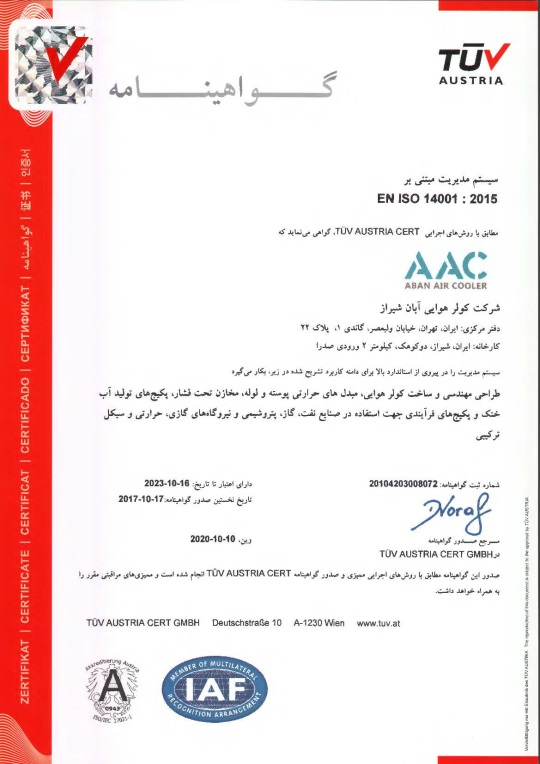 TÜV
AUSTRIA
گـــواهینـــــامه
سیستم مدیریت مبتنی بر
EN ISO 14001 : 2015
مطابق با روش‌های اجرایی TÜV AUSTRIA CERT، گواهی می‌نماید که
AAC
ABAN AIR COOLER
شرکت کولر هوایی آبان شیراز
دفتر مرکزی: ایران، تهران، خیابان ولیعصر، گاندی ۱، پلاک ۲۲
کارخانه: ایران، شیراز، دوکوهک، کیلومتر ۲ ورودی صدرا
سیستم مدیریت را در پیروی از استاندارد بالا برای دامنه کاربرد تشریح شده در زیر، بکار می‌گیرد
طراحی مهندسی و ساخت کولر هوایی، مبدل های حرارتی پوسته و لوله، مخازن تحت فشار، پکیج‌های تولید آب
خنک و پکیج‌های فرآیندی جهت استفاده در صنایع نفت، گاز، پتروشیمی و نیروگاه‌های گازی، حرارتی و سیکل
ترکیبی
شماره ثبت گواهینامه: 20104203008072
دارای اعتبار تا تاریخ: 2023-10-16
تاریخ نخستین صدور گواهینامه: 2017-10-17
مرجع صــدور گواهینامه
در TÜV AUSTRIA CERT GMBH
وین، 2020-10-10
صدور این گواهینامه مطابق با روش‌های اجرایی ممیزی و صدور گواهینامه TÜV AUSTRIA CERT انجام شده است و ممیزی‌های مراقبتی مقرر را
به همراه خواهد داشت.
TÜV AUSTRIA CERT GMBH Deutschstraße 10 A-1230 Wien www.tuv.at
Accreditierung Austria
A
0943
ISO/IEC 17021-1
MEMBER OF MULTILATERAL
IAF
RECOGNITION ARRANGEMENT
ZERTIFIKAT | CERTIFICATE | CERTIFICAT | CERTIFICADO | СЕРТИФИКАТ | گواهینامه | 证书 | 인증서